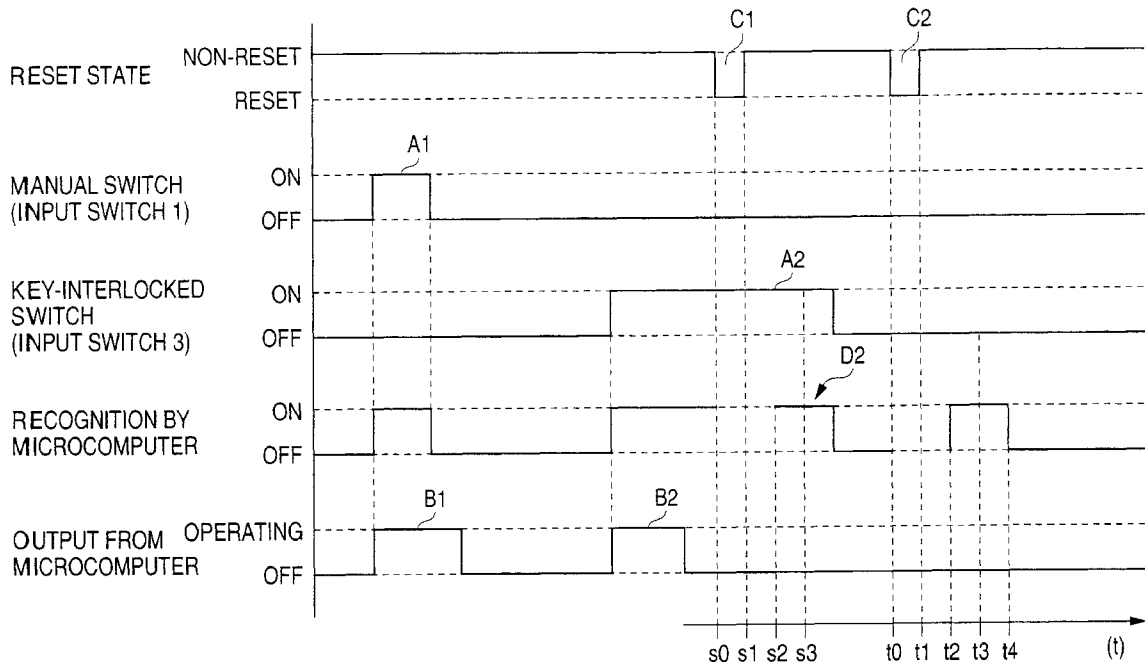 C1
C2
NON-RESET
RESET STATE
RESET
A1
MANUAL SWITCH
(INPUT SWITCH 1)
ON
OFF
A2
KEY-INTERLOCKED
SWITCH
(INPUT SWITCH 3)
ON
OFF
D2
RECOGNITION BY
MICROCOMPUTER
ON
OFF
B1
B2
OUTPUT FROM
MICROCOMPUTER
OPERATING
OFF
s0 s1 s2 s3 t0 t1 t2 t3 t4 (t)